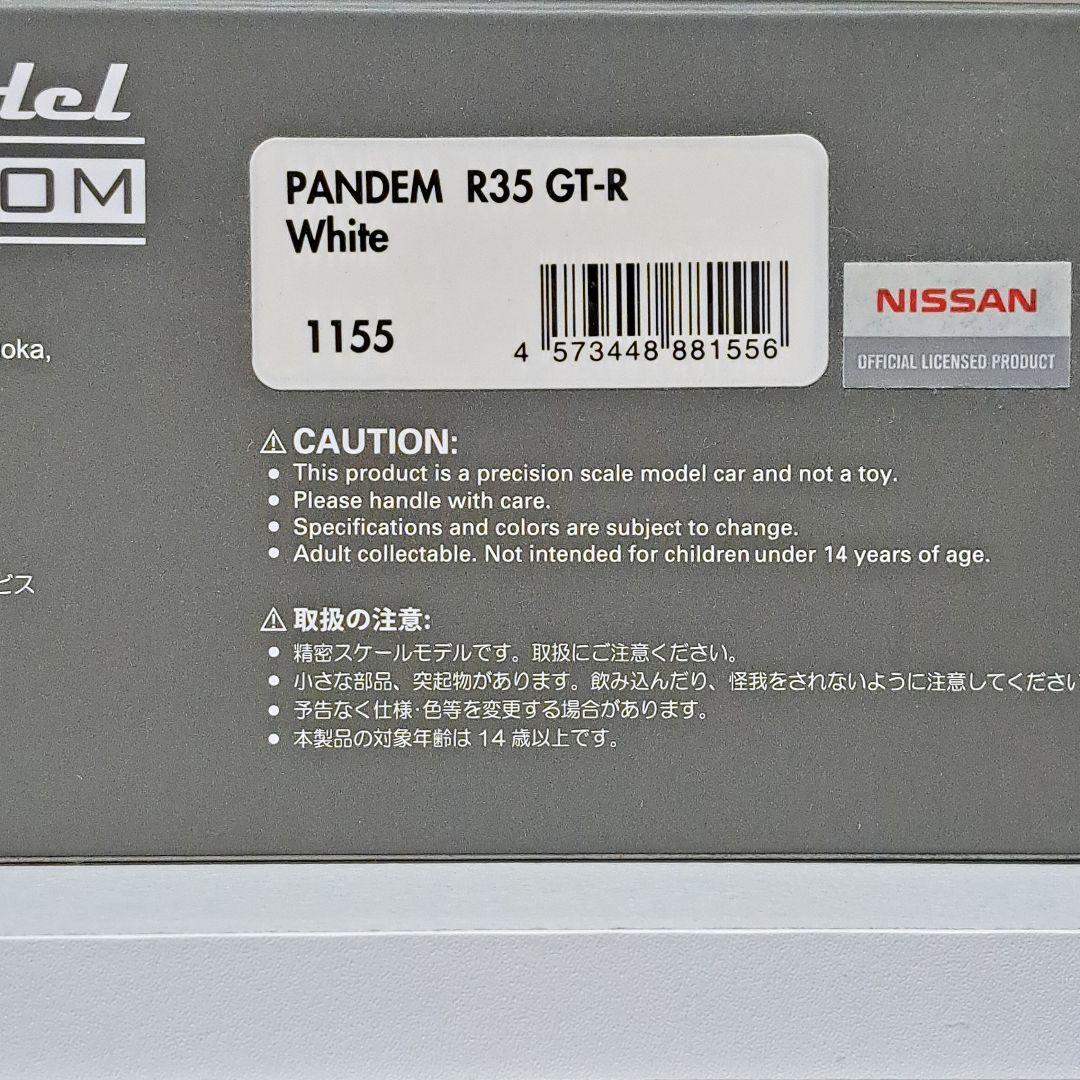 del
OM
PANDEM R35 GT-R
White
1155
4 573448 881556
NISSAN
OFFICIAL LICENSED PRODUCT
oka,
ビス
CAUTION:
● This product is a precision scale model car and not a toy.
● Please handle with care.
● Specifications and colors are subject to change.
● Adult collectable. Not intended for children under 14 years of age.
取扱の注意:
● 精密スケールモデルです。取扱にご注意ください。
● 小さな部品、突起物があります。飲み込んだり、怪我をされないように注意してください
● 予告なく仕様・色等を変更する場合があります。
● 本製品の対象年齢は 14 歳以上です。